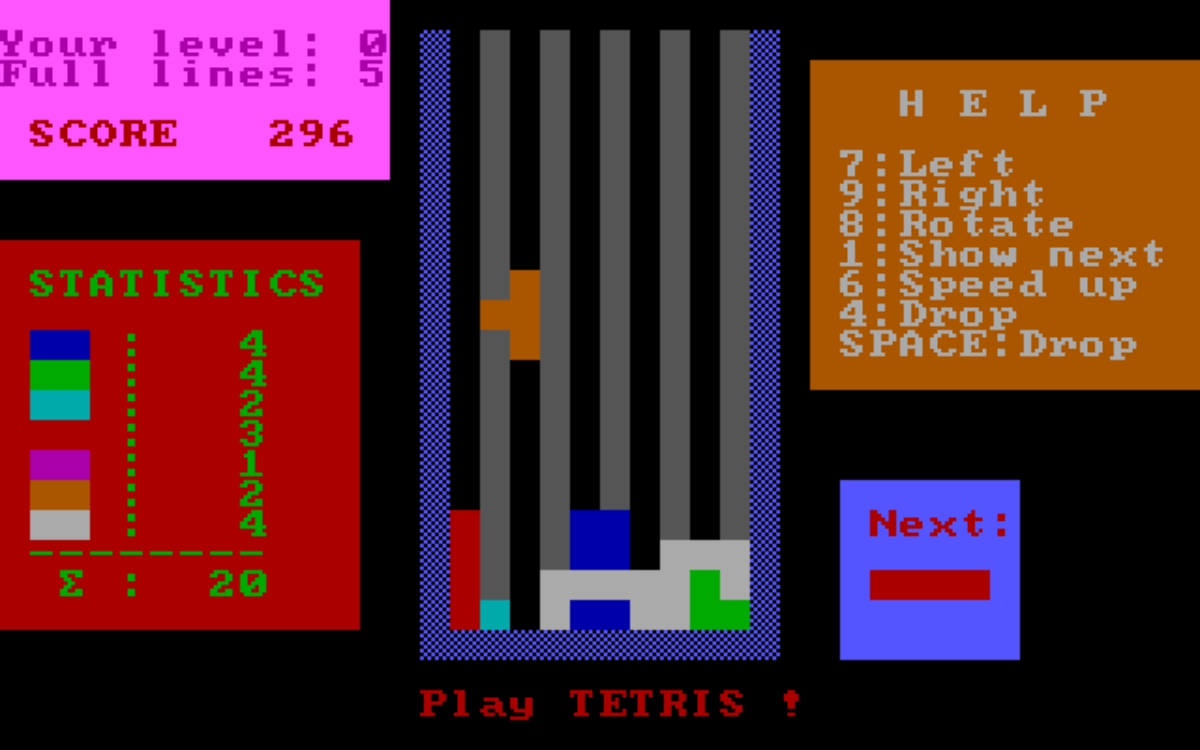 Your level: 0
Full lines: 5
SCORE 296
STATISTICS
: 4
: 4
: 2
: 3
: 1
: 2
: 4
---------
Σ : 20
H E L P
7:Left
9:Right
8:Rotate
1:Show next
6:Speed up
4:Drop
SPACE:Drop
Next:
Play TETRIS !